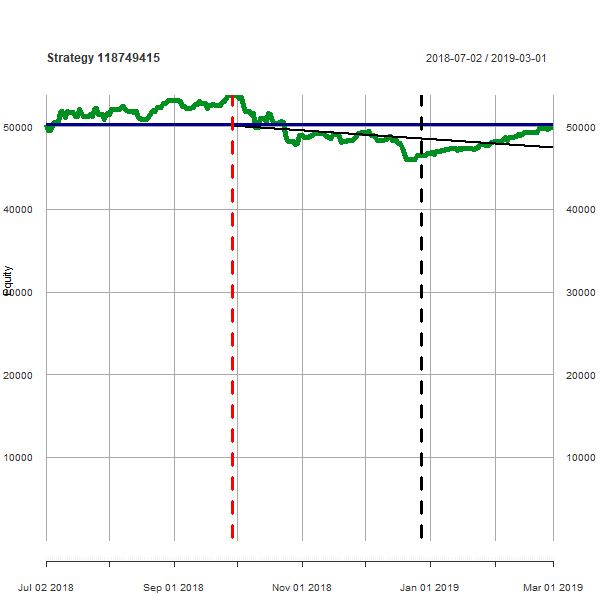 Strategy 118749415
2018-07-02 / 2019-03-01
50000
50000
40000
40000
Equity
30000
30000
20000
20000
10000
10000
Jul 02 2018
Sep 01 2018
Nov 01 2018
Jan 01 2019
Mar 01 2019